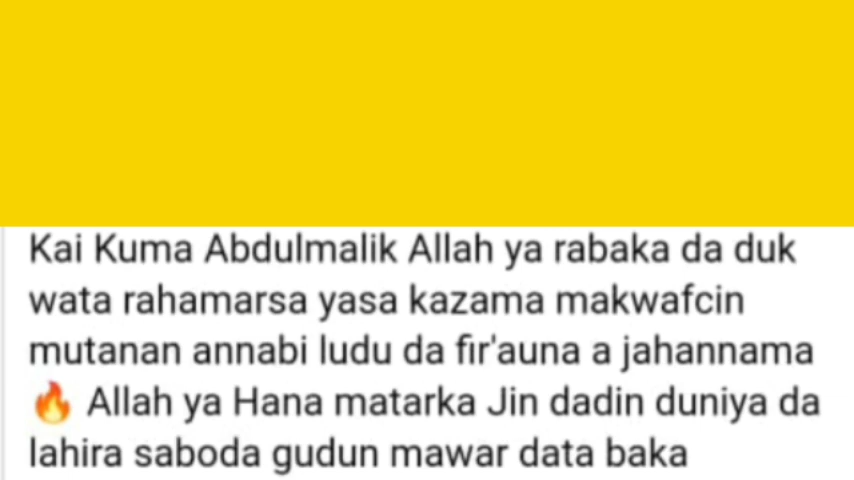 Kai Kuma Abdulmalik Allah ya rabaka da duk
wata rahamarsa yasa kazama makwafcin
mutanan annabi ludu da fir'auna a jahannama
🔥 Allah ya Hana matarka Jin dadin duniya da
lahira saboda gudun mawar data baka